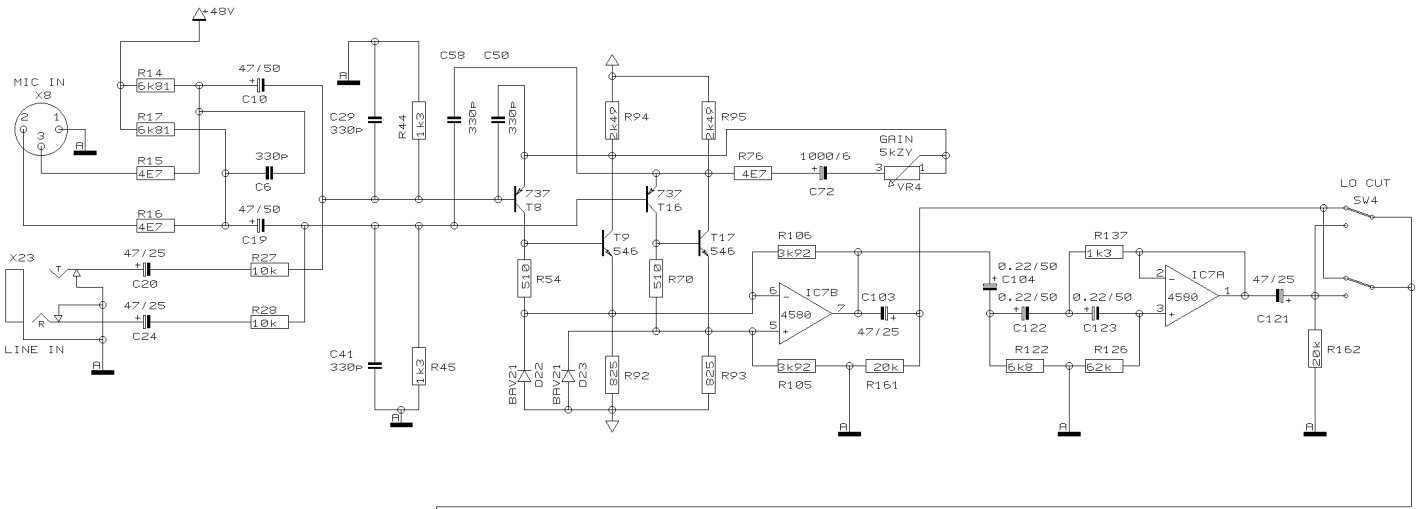 +48V
MIC IN
X8
2
1
3
A
R14
6k81
47/50
+
C10
R17
6k81
R15
4E7
330p
C6
R16
4E7
47/50
+
C19
X23
T
R
LINE IN
A
47/25
+
C20
47/25
+
C24
R27
10k
R28
10k
A
C29
330p
R44
1k3
C41
330p
R45
1k3
A
C58
C50
330p
330p
737
T8
737
T16
R94
2k49
R95
2k49
T9
546
T17
546
R54
510
R70
510
BAV21
D22
BAV21
D23
R92
825
R93
825
R76
4E7
1000/6
+
C72
GAIN
5kZY
3
1
VR4
R106
3k92
6
-
5
+
IC7B
4580
7
C103
+
47/25
3k92
R105
20k
R161
A
0.22/50
+
C104
0.22/50
+
C122
0.22/50
+
C123
R122
6k8
R126
62k
A
R137
1k3
2
-
3
+
IC7A
4580
1
47/25
+
C121
R162
20k
A
LO CUT
SW4